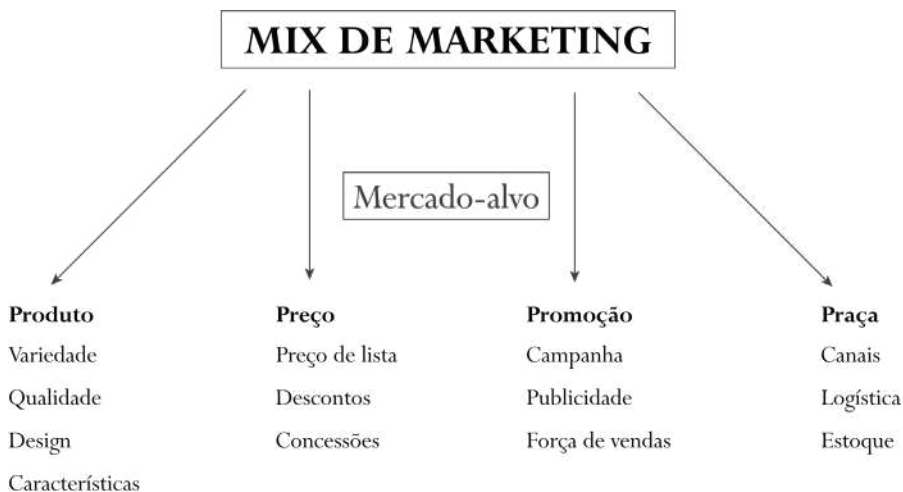 MIX DE MARKETING
Mercado-alvo
Produto
Variedade
Qualidade
Design
Características
Preço
Preço de lista
Descontos
Concessões
Promoção
Campanha
Publicidade
Força de vendas
Praça
Canais
Logística
Estoque